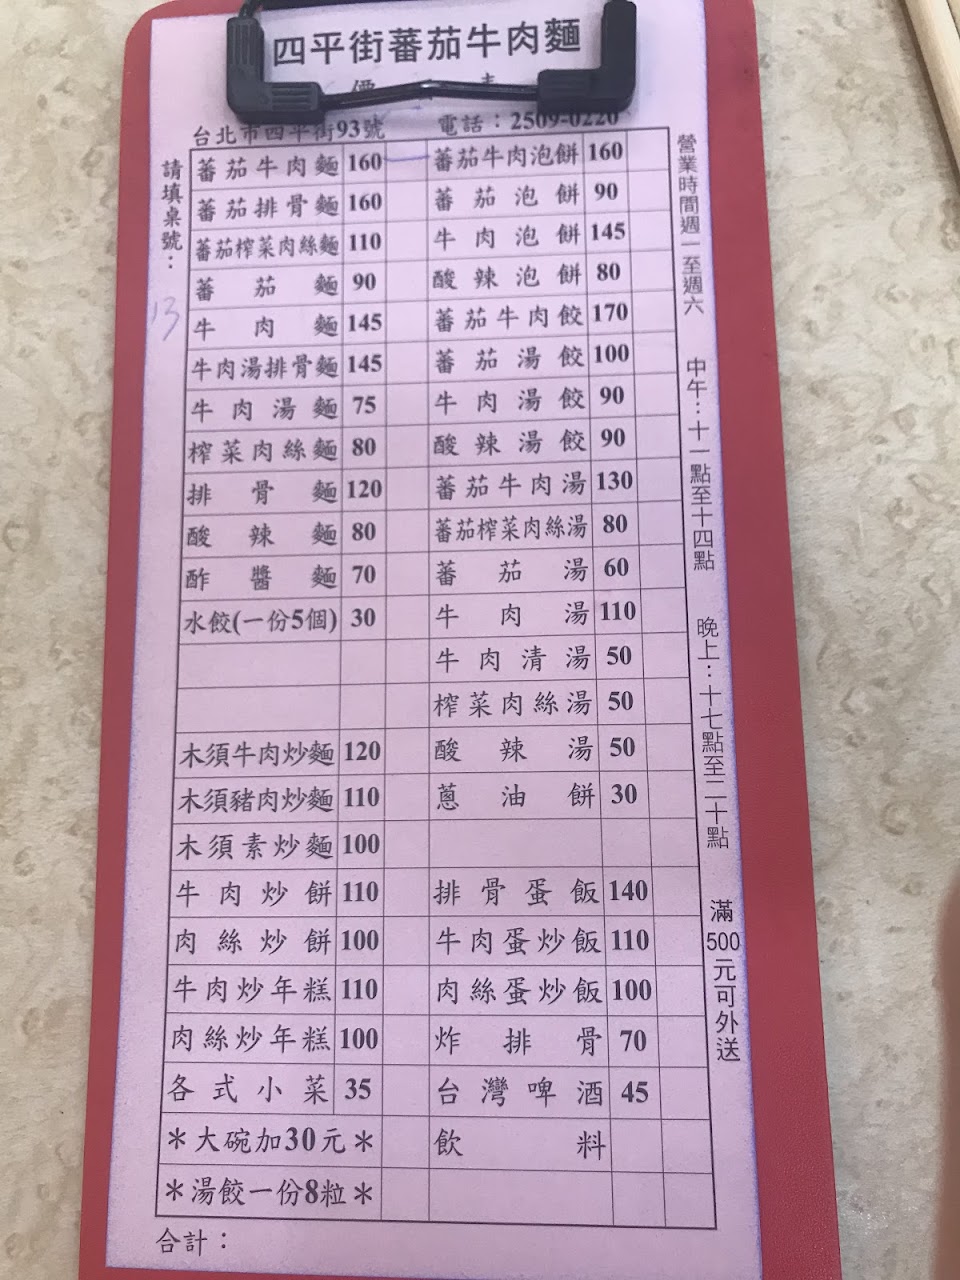 四平街蕃茄牛肉麵
價 表
台北市四平街93號 電話：2509-0220
請填桌號：
13
蕃茄牛肉麵 160 蕃茄牛肉泡餅 160
蕃茄排骨麵 160 蕃茄泡餅 90
蕃茄榨菜肉絲麵 110 牛肉泡餅 145
蕃茄麵 90 酸辣泡餅 80
牛肉麵 145 蕃茄牛肉餃 170
牛肉湯排骨麵 145 蕃茄湯餃 100
牛肉湯麵 75 牛肉湯餃 90
榨菜肉絲麵 80 酸辣湯餃 90
排骨麵 120 蕃茄牛肉湯 130
酸辣麵 80 蕃茄榨菜肉絲湯 80
酢醬麵 70 蕃茄湯 60
水餃(一份5個) 30 牛肉湯 110
牛肉清湯 50
榨菜肉絲湯 50
木須牛肉炒麵 120 酸辣湯 50
木須豬肉炒麵 110 蔥油餅 30
木須素炒麵 100
牛肉炒餅 110 排骨蛋飯 140
肉絲炒餅 100 牛肉蛋炒飯 110
牛肉炒年糕 110 肉絲蛋炒飯 100
肉絲炒年糕 100 炸排骨 70
各式小菜 35 台灣啤酒 45
＊大碗加30元＊ 飲料
＊湯餃一份8粒＊
合計：
營業時間週一至週六 中午：十一點至十四點 晚上：十七點至二十點 滿500元可外送